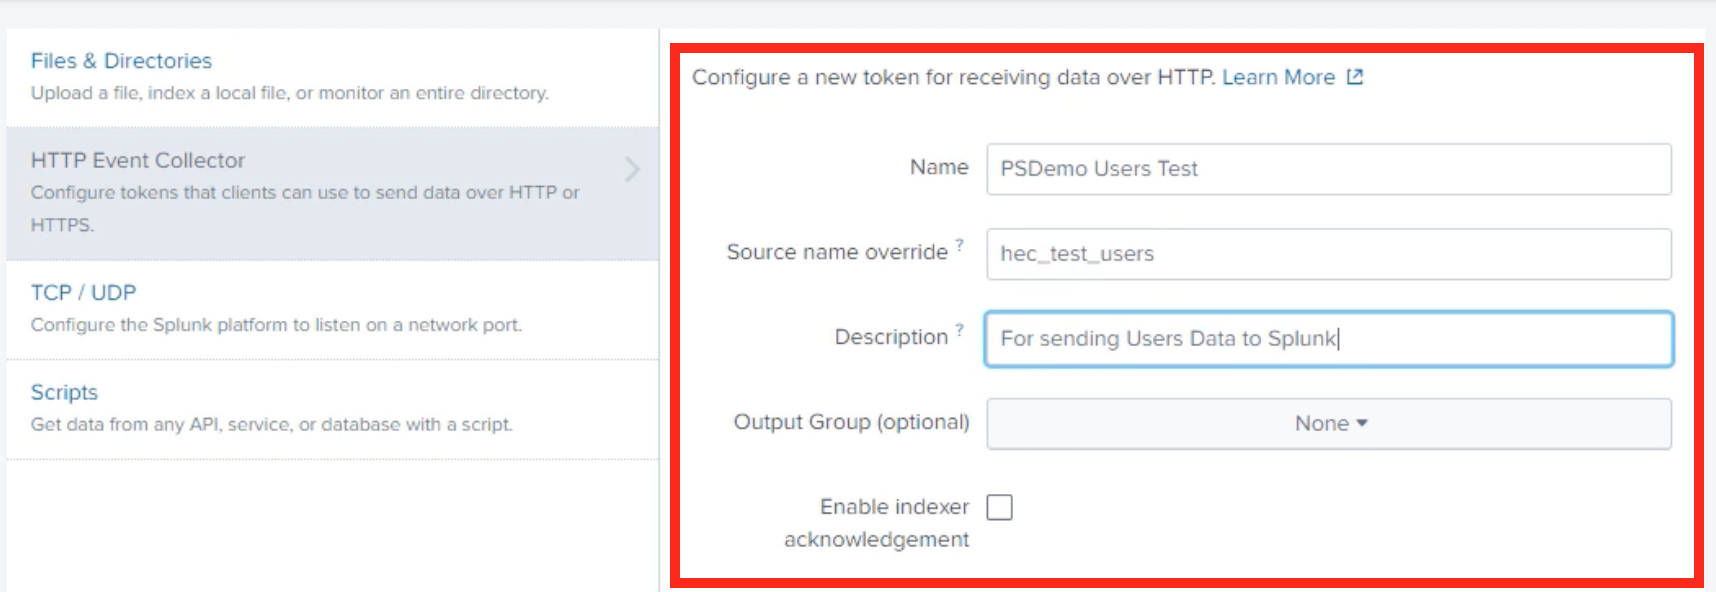 Files & Directories
Upload a file, index a local file, or monitor an entire directory.
HTTP Event Collector
Configure tokens that clients can use to send data over HTTP or
HTTPS.
TCP / UDP
Configure the Splunk platform to listen on a network port.
Scripts
Get data from any API, service, or database with a script.
Configure a new token for receiving data over HTTP. Learn More
Name PSDemo Users Test
Source name override ? hec_test_users
Description ? For sending Users Data to Splunk
Output Group (optional) None
Enable indexer
acknowledgement